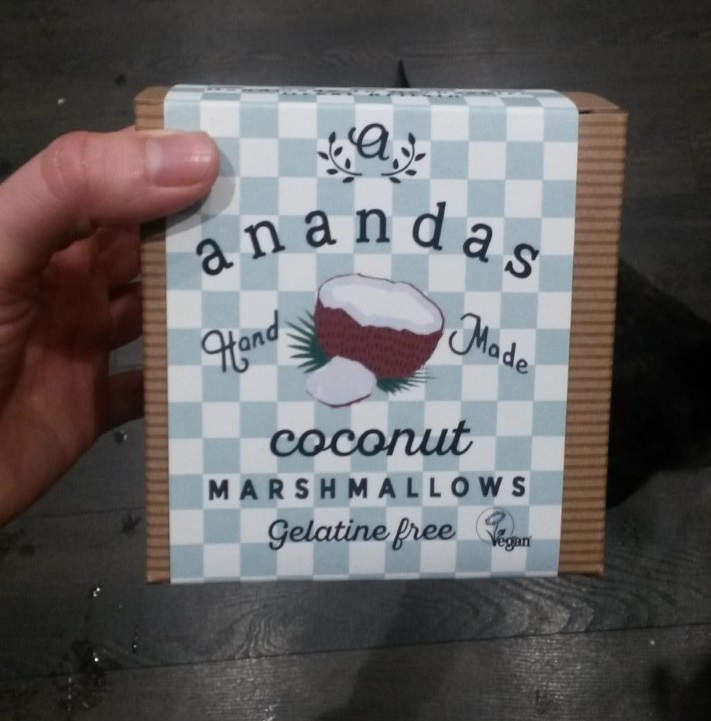 a
anandas
Hand Made
coconut
MARSHMALLOWS
Gelatine free
Vegan